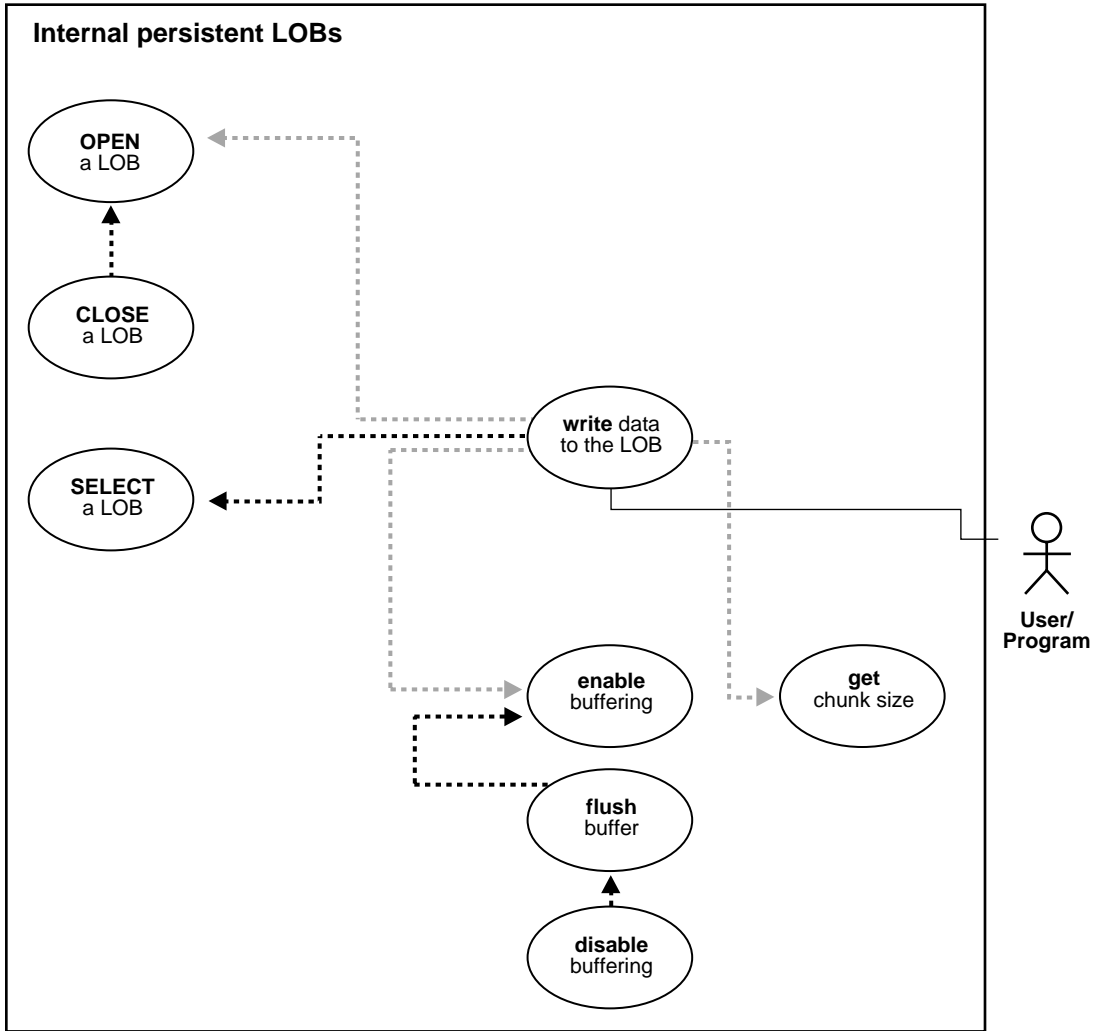 Internal persistent LOBs
OPEN
a LOB
CLOSE
a LOB
write data
to the LOB
SELECT
a LOB
User/
Program
enable
buffering
get
chunk size
flush
buffer
disable
buffering